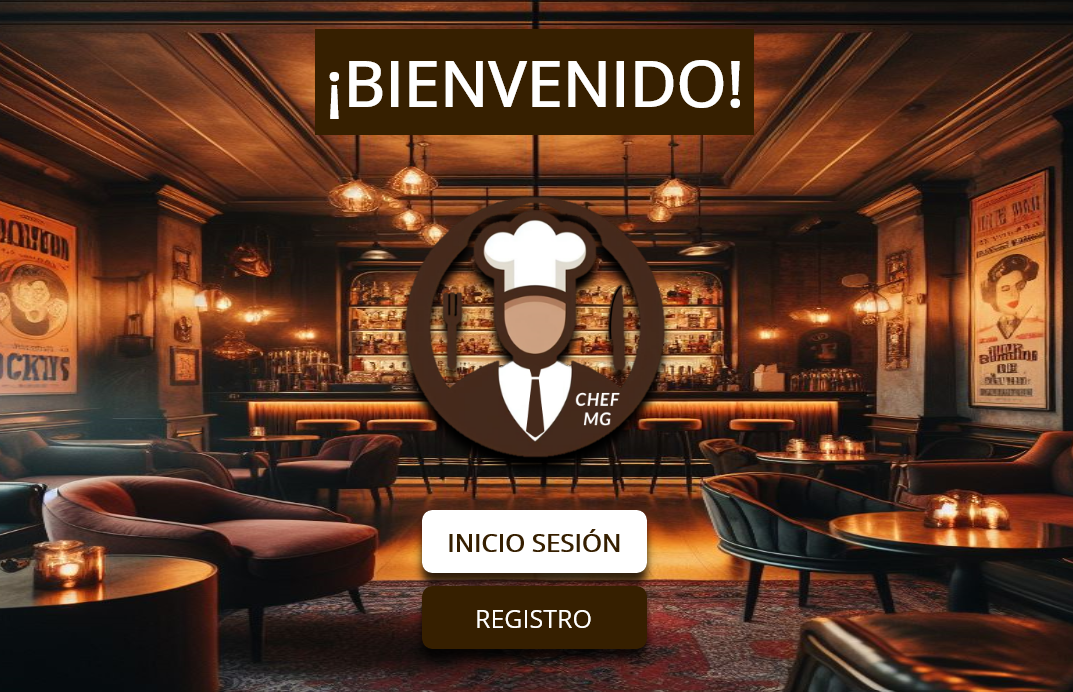 ¡BIENVENIDO!
CHEF
MG
INICIO SESIÓN
REGISTRO